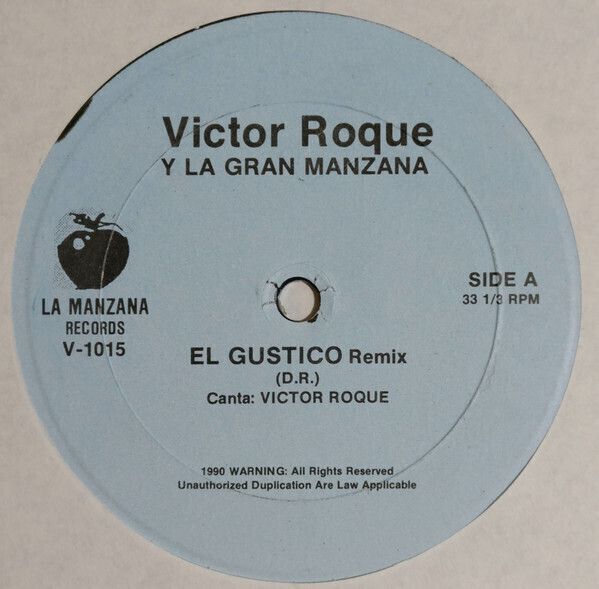 Victor Roque
Y LA GRAN MANZANA
LA MANZANA
RECORDS
V-1015
SIDE A
33 1/3 RPM
EL GUSTICO Remix
(D.R.)
Canta: VICTOR ROQUE
1990 WARNING: All Rights Reserved
Unauthorized Duplication Are Law Applicable